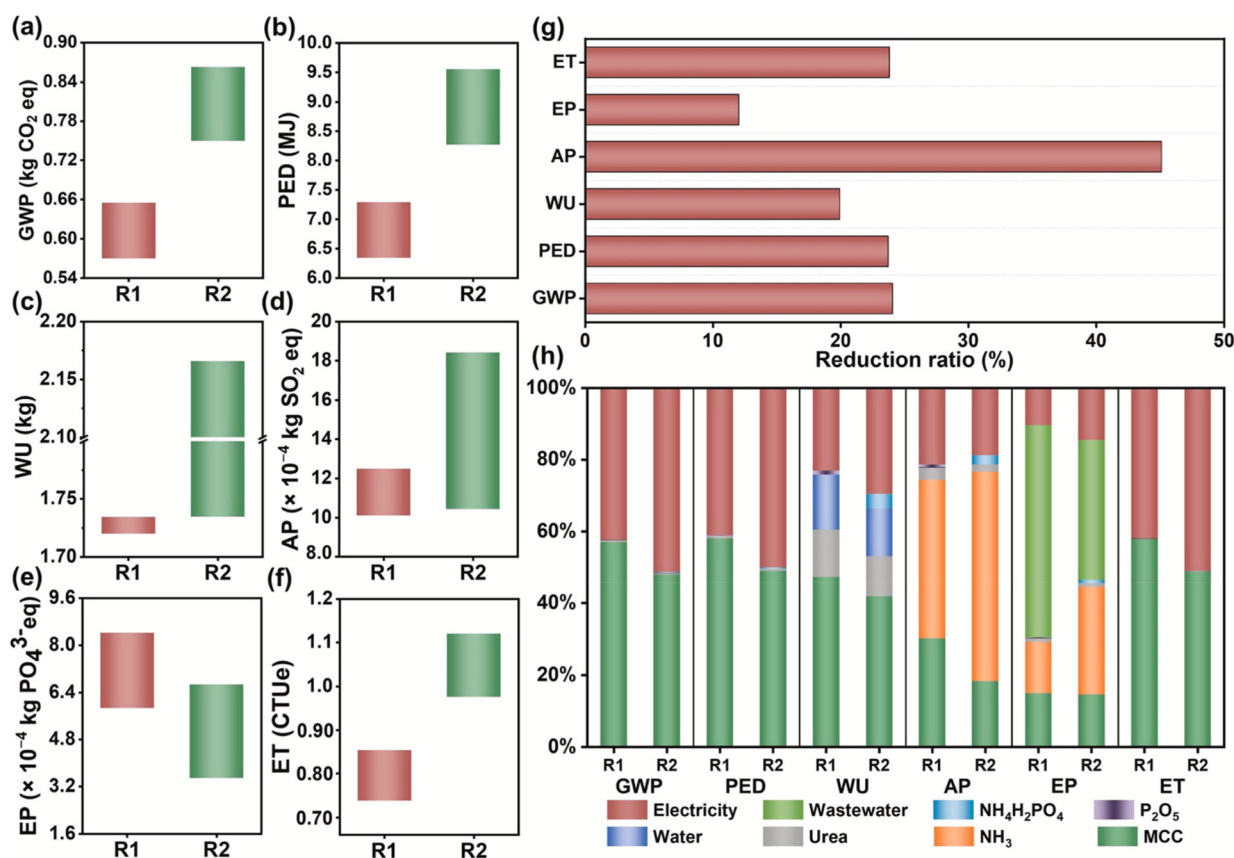 (a)
GWP (kg CO₂ eq)
0.90
0.84
0.78
0.72
0.66
0.60
0.54
R1 R2
(b)
PED (MJ)
10.0
9.5
9.0
8.5
8.0
7.5
7.0
6.5
6.0
R1 R2
(c)
WU (kg)
2.20
2.15
2.10
1.75
1.70
R1 R2
(d)
AP (× 10⁻⁴ kg SO₂ eq)
20
18
16
14
12
10
8.0
R1 R2
(e)
EP (× 10⁻⁴ kg PO₄³⁻eq)
9.6
8.0
6.4
4.8
3.2
1.6
R1 R2
(f)
ET (CTUe)
1.2
1.1
1.0
0.90
0.80
0.70
R1 R2
(g)
ET
EP
AP
WU
PED
GWP
0 10 20 30 40 50
Reduction ratio (%)
(h)
100%
80%
60%
40%
20%
0%
R1 R2 R1 R2 R1 R2 R1 R2 R1 R2 R1 R2
GWP PED WU AP EP ET
Electricity Wastewater NH₄H₂PO₄ P₂O₅
Water Urea NH₃ MCC